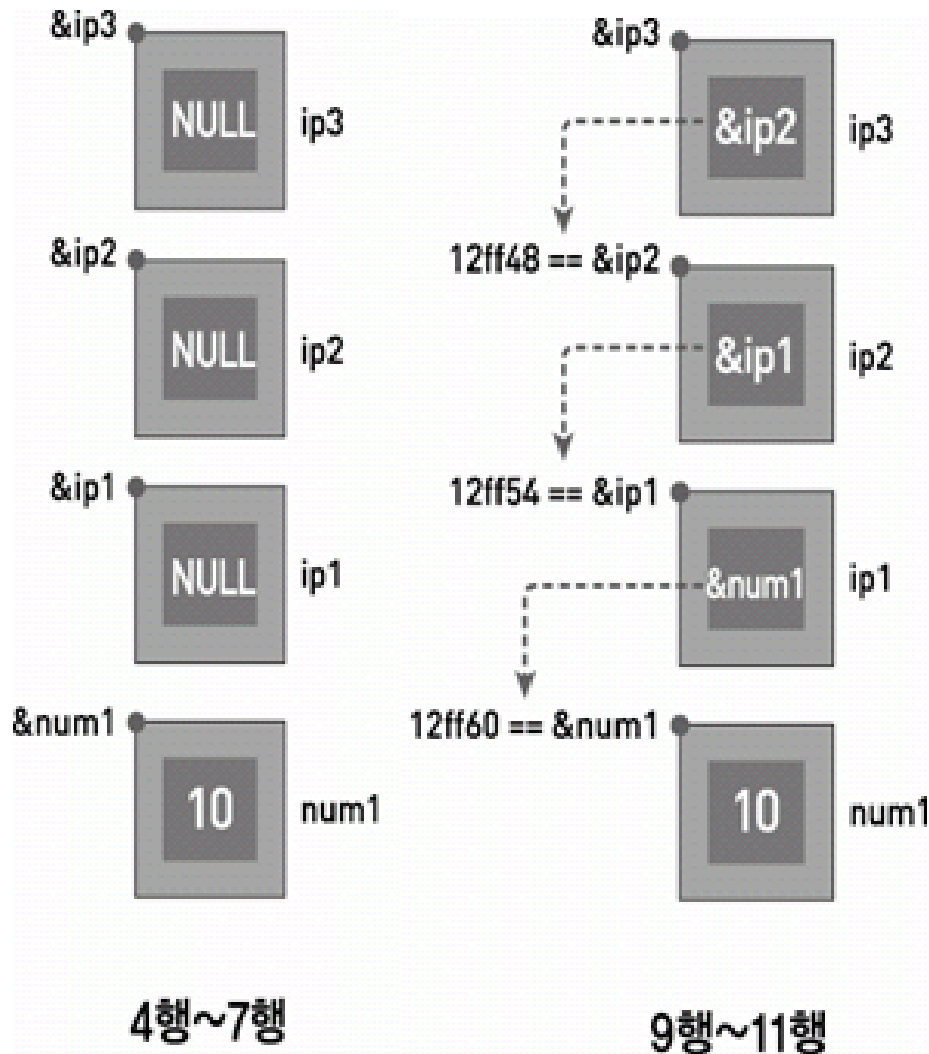 &ip3
NULL
ip3
&ip2
NULL
ip2
&ip1
NULL
ip1
&num1
10
num1
4행~7행
&ip3
&ip2
ip3
12ff48 == &ip2
&ip1
ip2
12ff54 == &ip1
&num1
ip1
12ff60 == &num1
10
num1
9행~11행